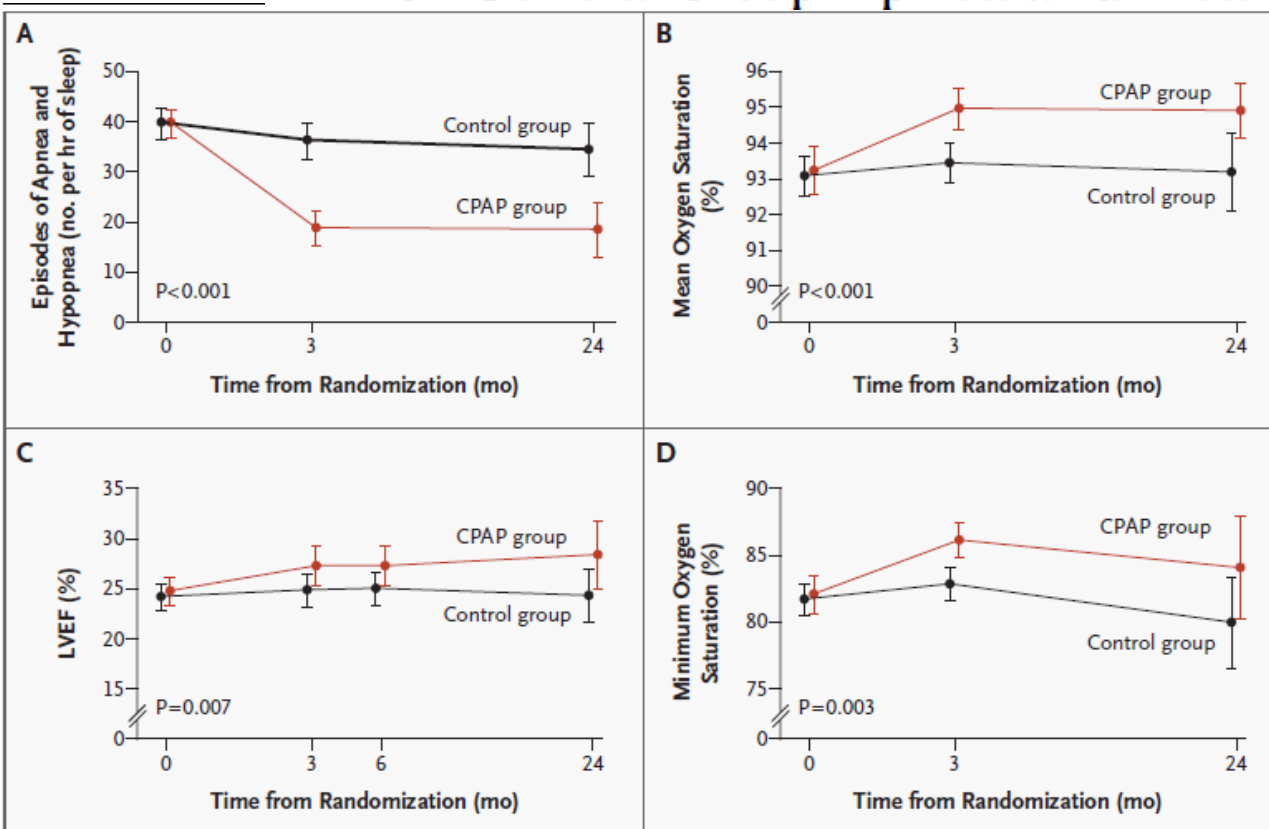 A
Episodes of Apnea and
Hypopnea (no. per hr of sleep)
50
40
30
20
10
0
Control group
CPAP group
P<0.001
0 3 24
Time from Randomization (mo)
B
Mean Oxygen Saturation
(%)
96
95
94
93
92
91
90
0
CPAP group
Control group
P<0.001
0 3 24
Time from Randomization (mo)
C
LVEF (%)
35
30
25
20
15
0
CPAP group
Control group
P=0.007
0 3 6 24
Time from Randomization (mo)
D
Minimum Oxygen
Saturation (%)
90
85
80
75
0
CPAP group
Control group
P=0.003
0 3 24
Time from Randomization (mo)